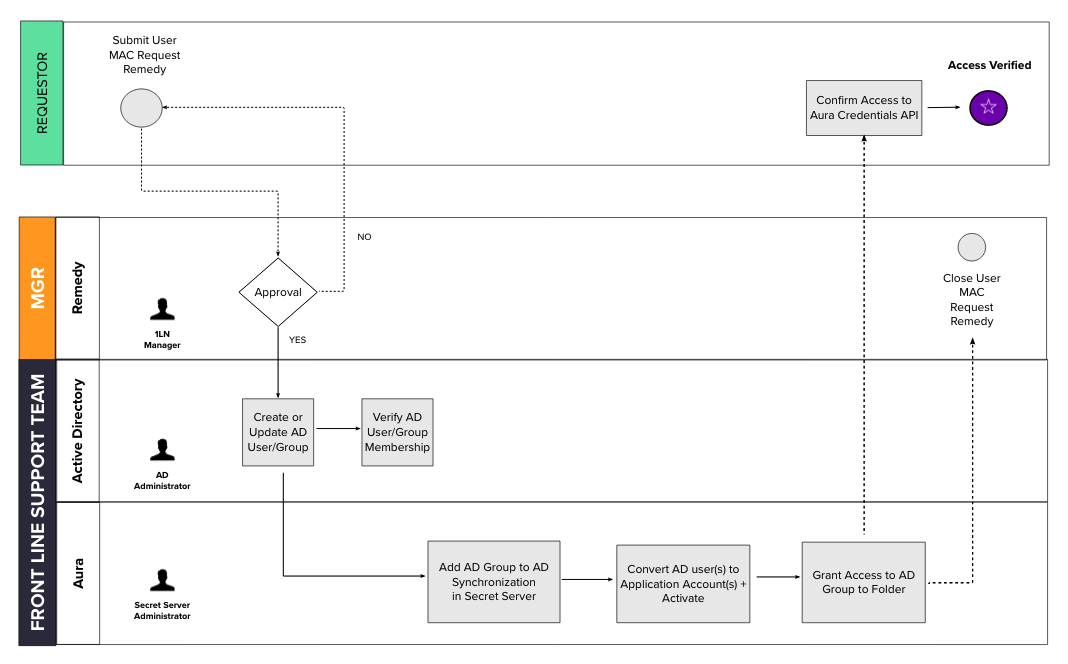 REQUESTOR
Submit User
MAC Request
Remedy
Access Verified
Confirm Access to
Aura Credentials API
MGR
Remedy
1LN
Manager
Approval
NO
YES
Close User
MAC
Request
Remedy
FRONT LINE SUPPORT TEAM
Active Directory
AD
Administrator
Create or
Update AD
User/Group
Verify AD
User/Group
Membership
Aura
Secret Server
Administrator
Add AD Group to AD
Synchronization
in Secret Server
Convert AD user(s) to
Application Account(s) +
Activate
Grant Access to AD
Group to Folder